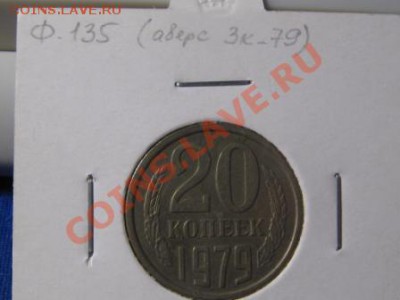 COINS.LAVE.RU
Ф.135 (аверс 3к-79)
20
КОПЕЕК
1979
COINS.LAVE.RU